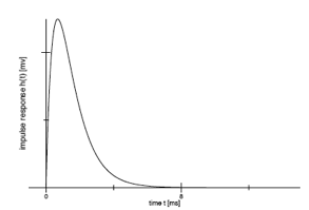 impulse response h(t) [mv]
0
time t [ms]